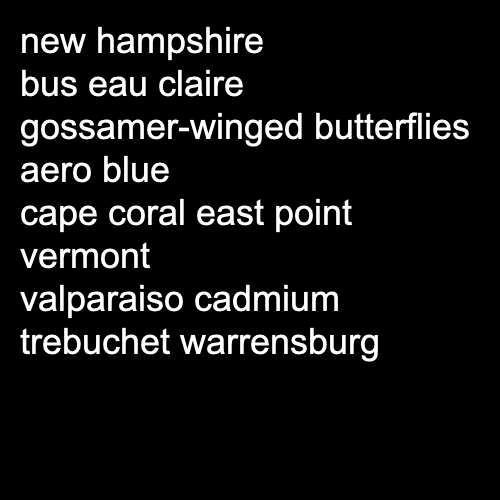 new hampshire
bus eau claire
gossamer-winged butterflies
aero blue
cape coral east point
vermont
valparaiso cadmium
trebuchet warrensburg